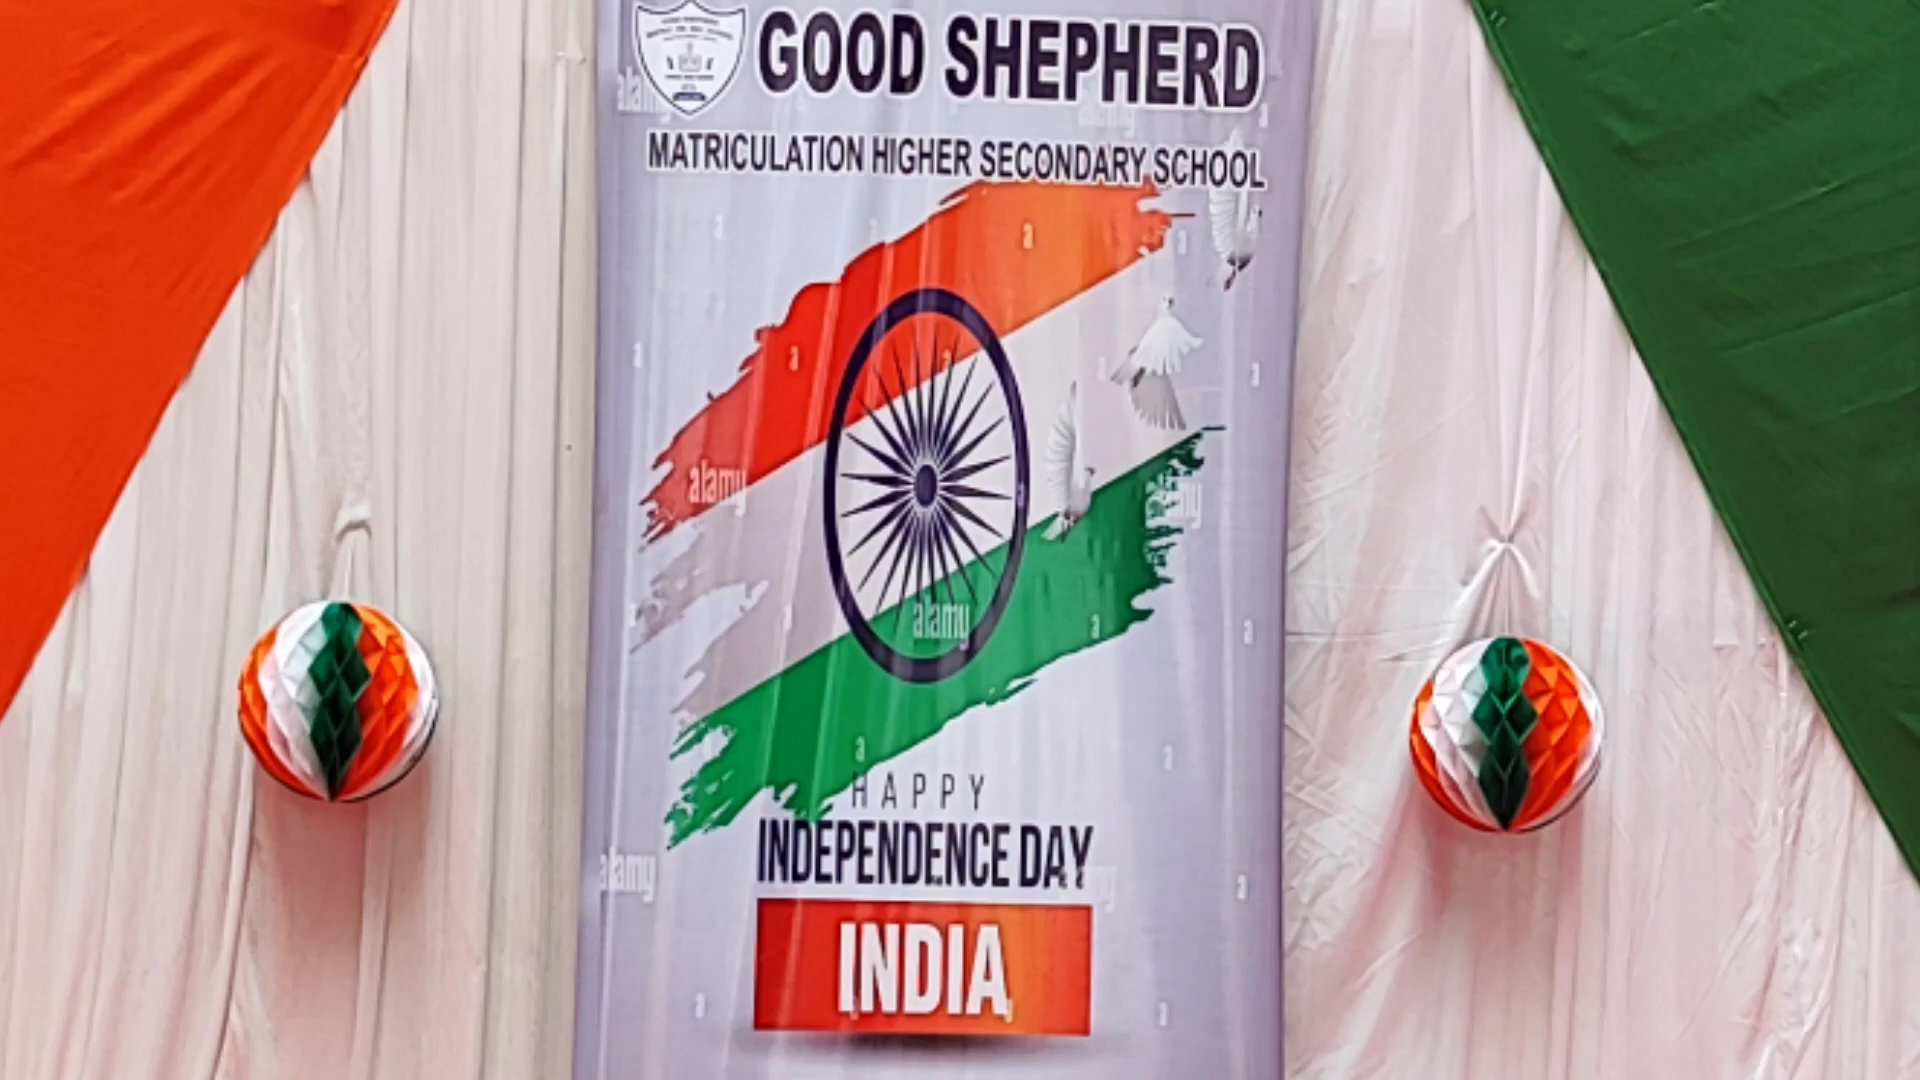 GOOD SHEPHERD
MATRICULATION HIGHER SECONDARY SCHOOL
alamy
alamy
alamy
HAPPY
INDEPENDENCE DAY
alamy
INDIA